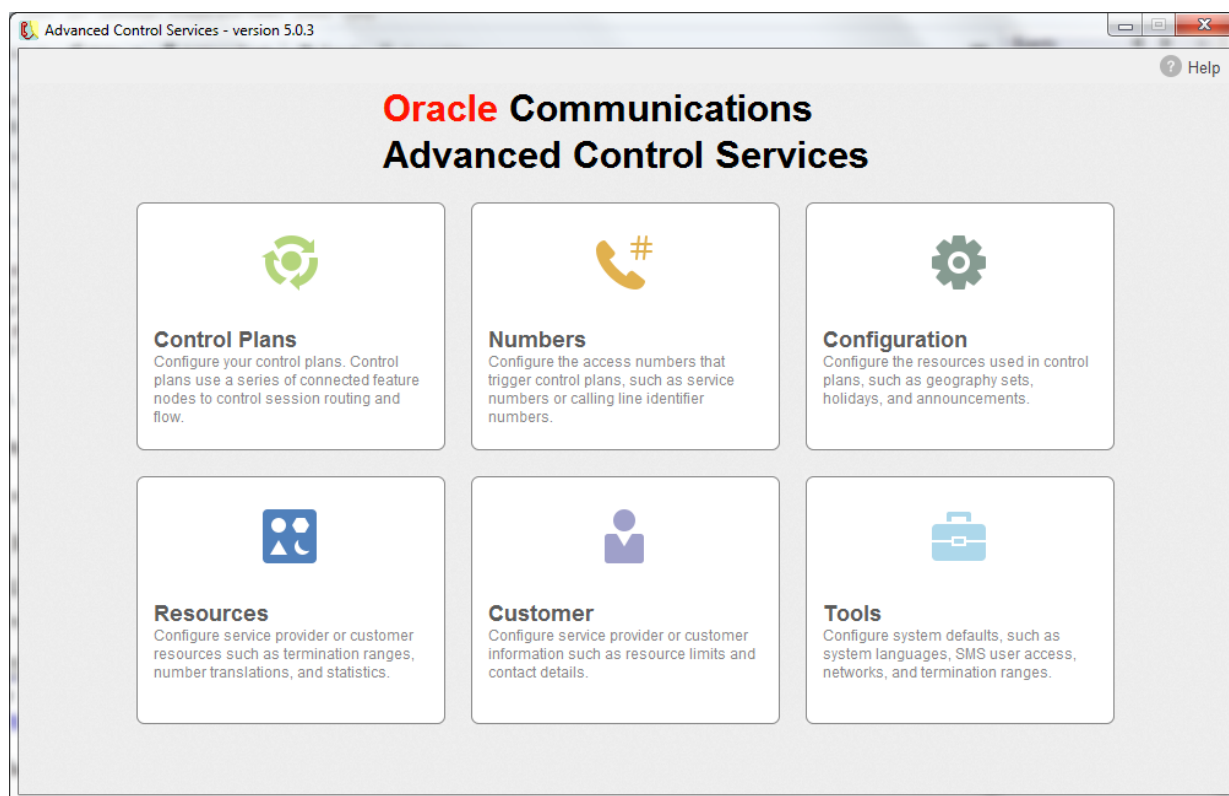 Advanced Control Services - version 5.0.3
? Help
Oracle Communications
Advanced Control Services
#
Control Plans
Configure your control plans. Control
plans use a series of connected feature
nodes to control session routing and
flow.
Numbers
Configure the access numbers that
trigger control plans, such as service
numbers or calling line identifier
numbers.
Configuration
Configure the resources used in control
plans, such as geography sets,
holidays, and announcements.
Resources
Configure service provider or customer
resources such as termination ranges,
number translations, and statistics.
Customer
Configure service provider or customer
information such as resource limits and
contact details.
Tools
Configure system defaults, such as
system languages, SMS user access,
networks, and termination ranges.